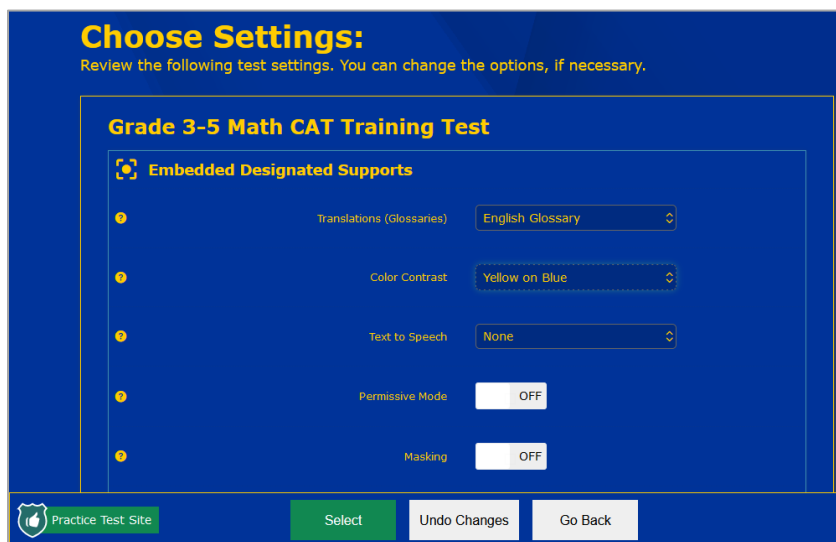 Choose Settings:
Review the following test settings. You can change the options, if necessary.
Grade 3-5 Math CAT Training Test
Embedded Designated Supports
? Translations (Glossaries) English Glossary
? Color Contrast Yellow on Blue
? Text to Speech None
? Permissive Mode OFF
? Masking OFF
Practice Test Site Select Undo Changes Go Back